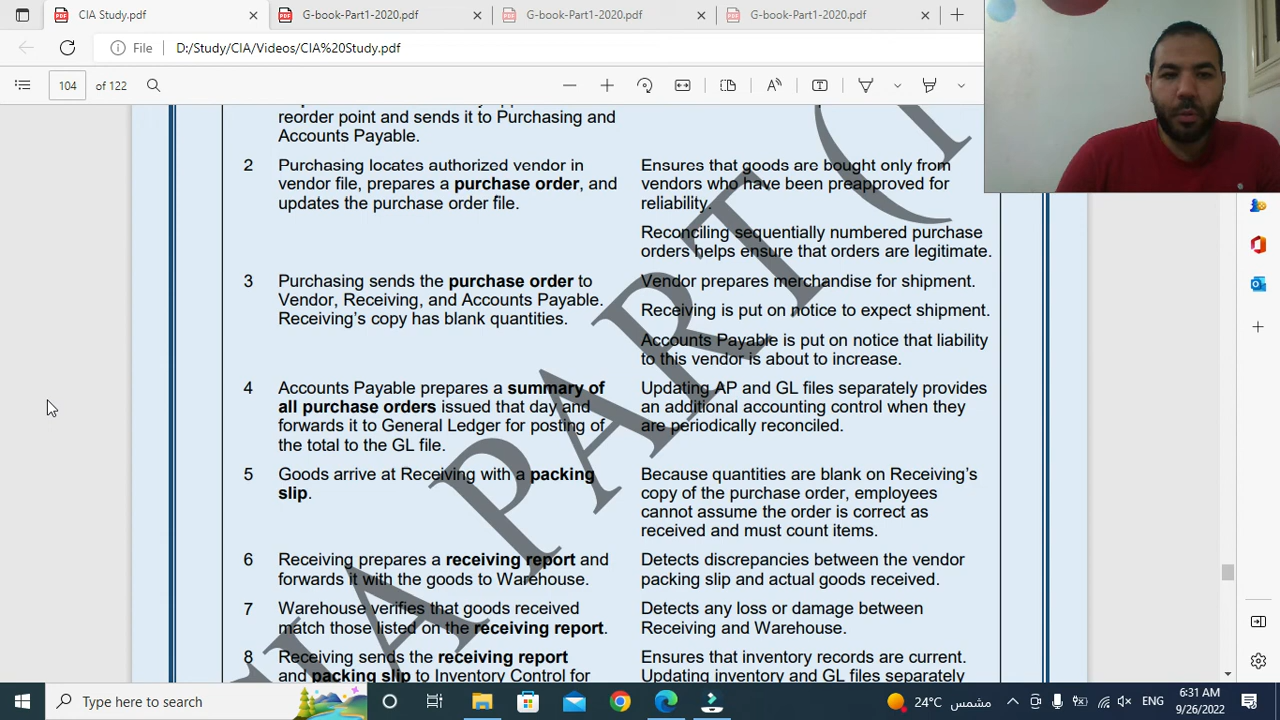 CIA Study.pdf
G-book-Part1-2020.pdf
G-book-Part1-2020.pdf
G-book-Part1-2020.pdf
File D:/Study/CIA/Videos/CIA%20Study.pdf
104 of 122
reorder point and sends it to Purchasing and
Accounts Payable.
2 Purchasing locates authorized vendor in
vendor file, prepares a purchase order, and
updates the purchase order file.
Ensures that goods are bought only from
vendors who have been preapproved for
reliability.
Reconciling sequentially numbered purchase
orders helps ensure that orders are legitimate.
3 Purchasing sends the purchase order to
Vendor, Receiving, and Accounts Payable.
Receiving's copy has blank quantities.
Vendor prepares merchandise for shipment.
Receiving is put on notice to expect shipment.
Accounts Payable is put on notice that liability
to this vendor is about to increase.
4 Accounts Payable prepares a summary of
all purchase orders issued that day and
forwards it to General Ledger for posting of
the total to the GL file.
Updating AP and GL files separately provides
an additional accounting control when they
are periodically reconciled.
5 Goods arrive at Receiving with a packing
slip.
Because quantities are blank on Receiving's
copy of the purchase order, employees
cannot assume the order is correct as
received and must count items.
6 Receiving prepares a receiving report and
forwards it with the goods to Warehouse.
Detects discrepancies between the vendor
packing slip and actual goods received.
7 Warehouse verifies that goods received
match those listed on the receiving report.
Detects any loss or damage between
Receiving and Warehouse.
8 Receiving sends the receiving report
and packing slip to Inventory Control for
Ensures that inventory records are current.
Updating inventory and GL files separately
CIA PART (
Type here to search
24°C مشمس
ENG
6:31 AM
9/26/2022